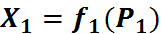 X₁ = f₁(P₁)